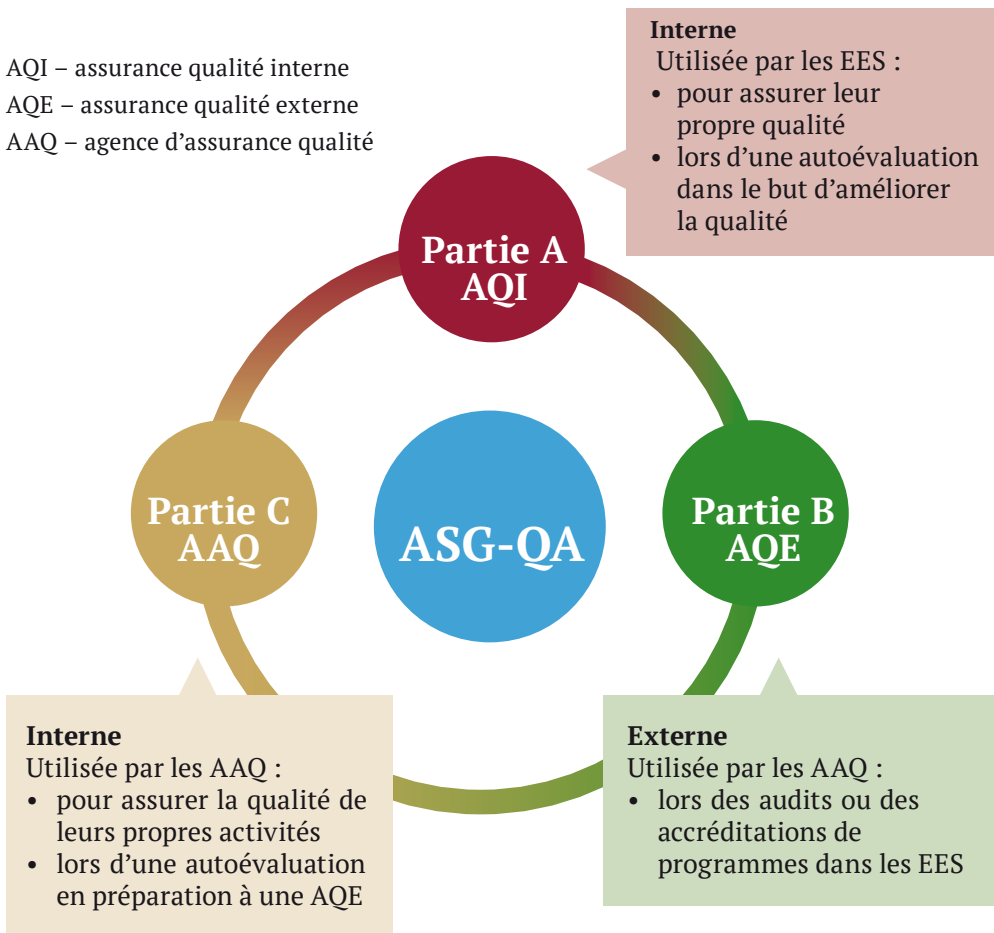 AQI – assurance qualité interne
AQE – assurance qualité externe
AAQ – agence d’assurance qualité
Interne
Utilisée par les EES :
• pour assurer leur
propre qualité
• lors d’une autoévaluation
dans le but d’améliorer
la qualité
Partie A
AQI
Partie C
AAQ
ASG-QA
Partie B
AQE
Interne
Utilisée par les AAQ :
• pour assurer la qualité de
leurs propres activités
• lors d’une autoévaluation
en préparation à une AQE
Externe
Utilisée par les AAQ :
• lors des audits ou des
accréditations de
programmes dans les EES